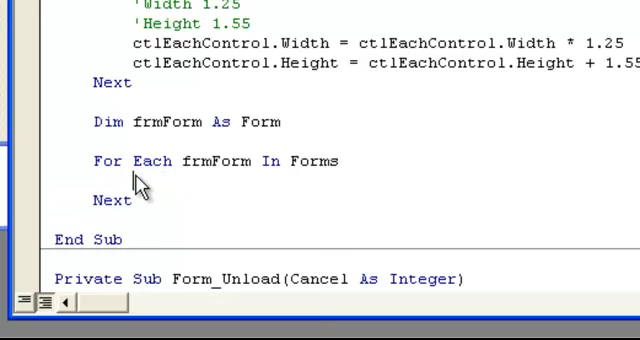 'Width 1.25
'Height 1.55
ctlEachControl.Width = ctlEachControl.Width * 1.25
ctlEachControl.Height = ctlEachControl.Height + 1.55
Next
Dim frmForm As Form
For Each frmForm In Forms
Next
End Sub
Private Sub Form_Unload(Cancel As Integer)